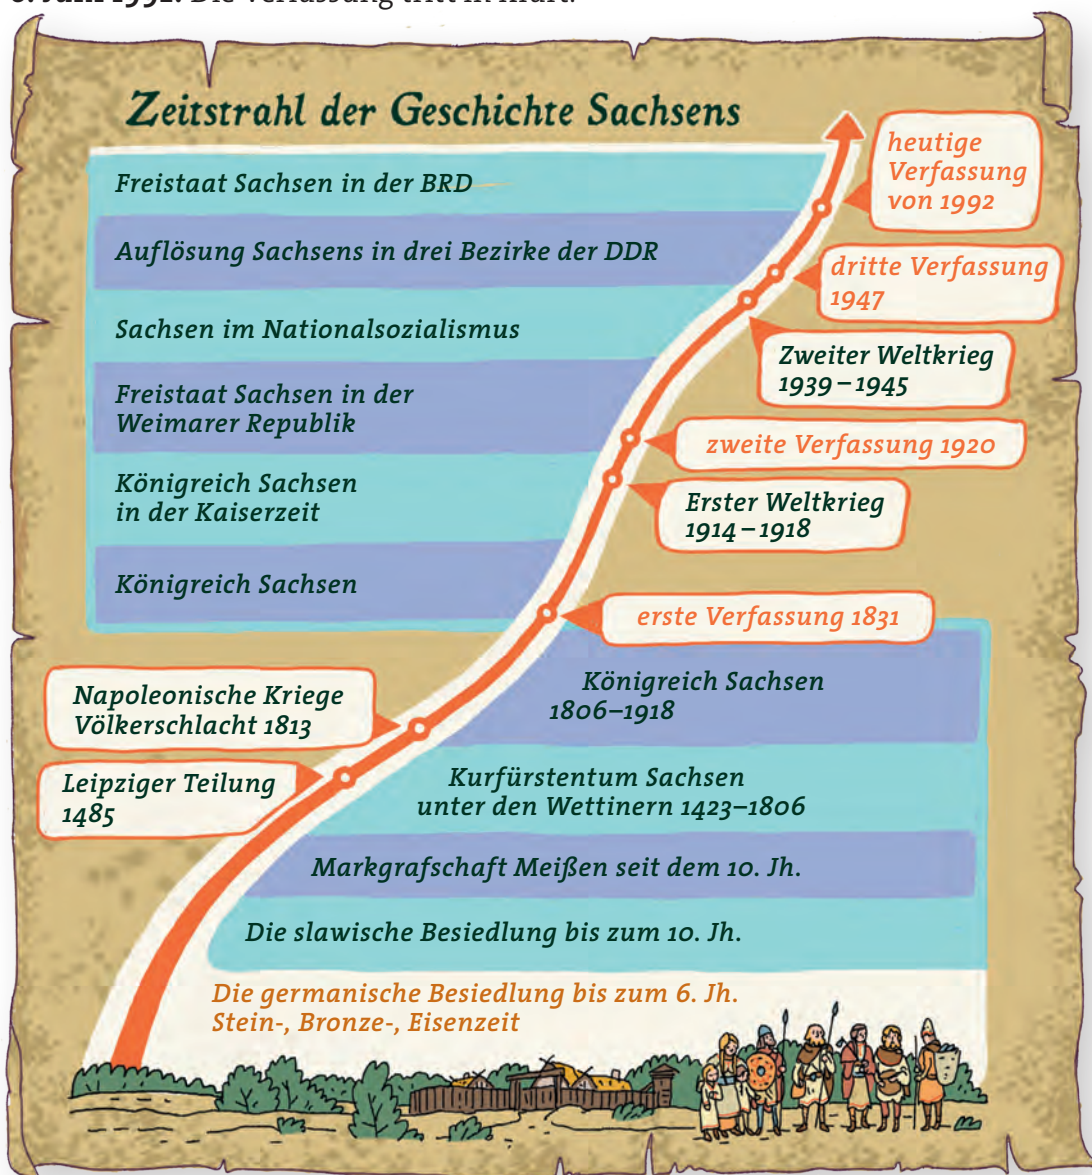 Zeitstrahl der Geschichte Sachsens
heutige
Verfassung
von 1992
Freistaat Sachsen in der BRD
Auflösung Sachsens in drei Bezirke der DDR
dritte Verfassung
1947
Sachsen im Nationalsozialismus
Zweiter Weltkrieg
1939–1945
Freistaat Sachsen in der
Weimarer Republik
zweite Verfassung 1920
Königreich Sachsen
in der Kaiserzeit
Erster Weltkrieg
1914–1918
Königreich Sachsen
erste Verfassung 1831
Königreich Sachsen
1806–1918
Napoleonische Kriege
Völkerschlacht 1813
Leipziger Teilung
1485
Kurfürstentum Sachsen
unter den Wettinern 1423–1806
Markgrafschaft Meißen seit dem 10. Jh.
Die slawische Besiedlung bis zum 10. Jh.
Die germanische Besiedlung bis zum 6. Jh.
Stein-, Bronze-, Eisenzeit